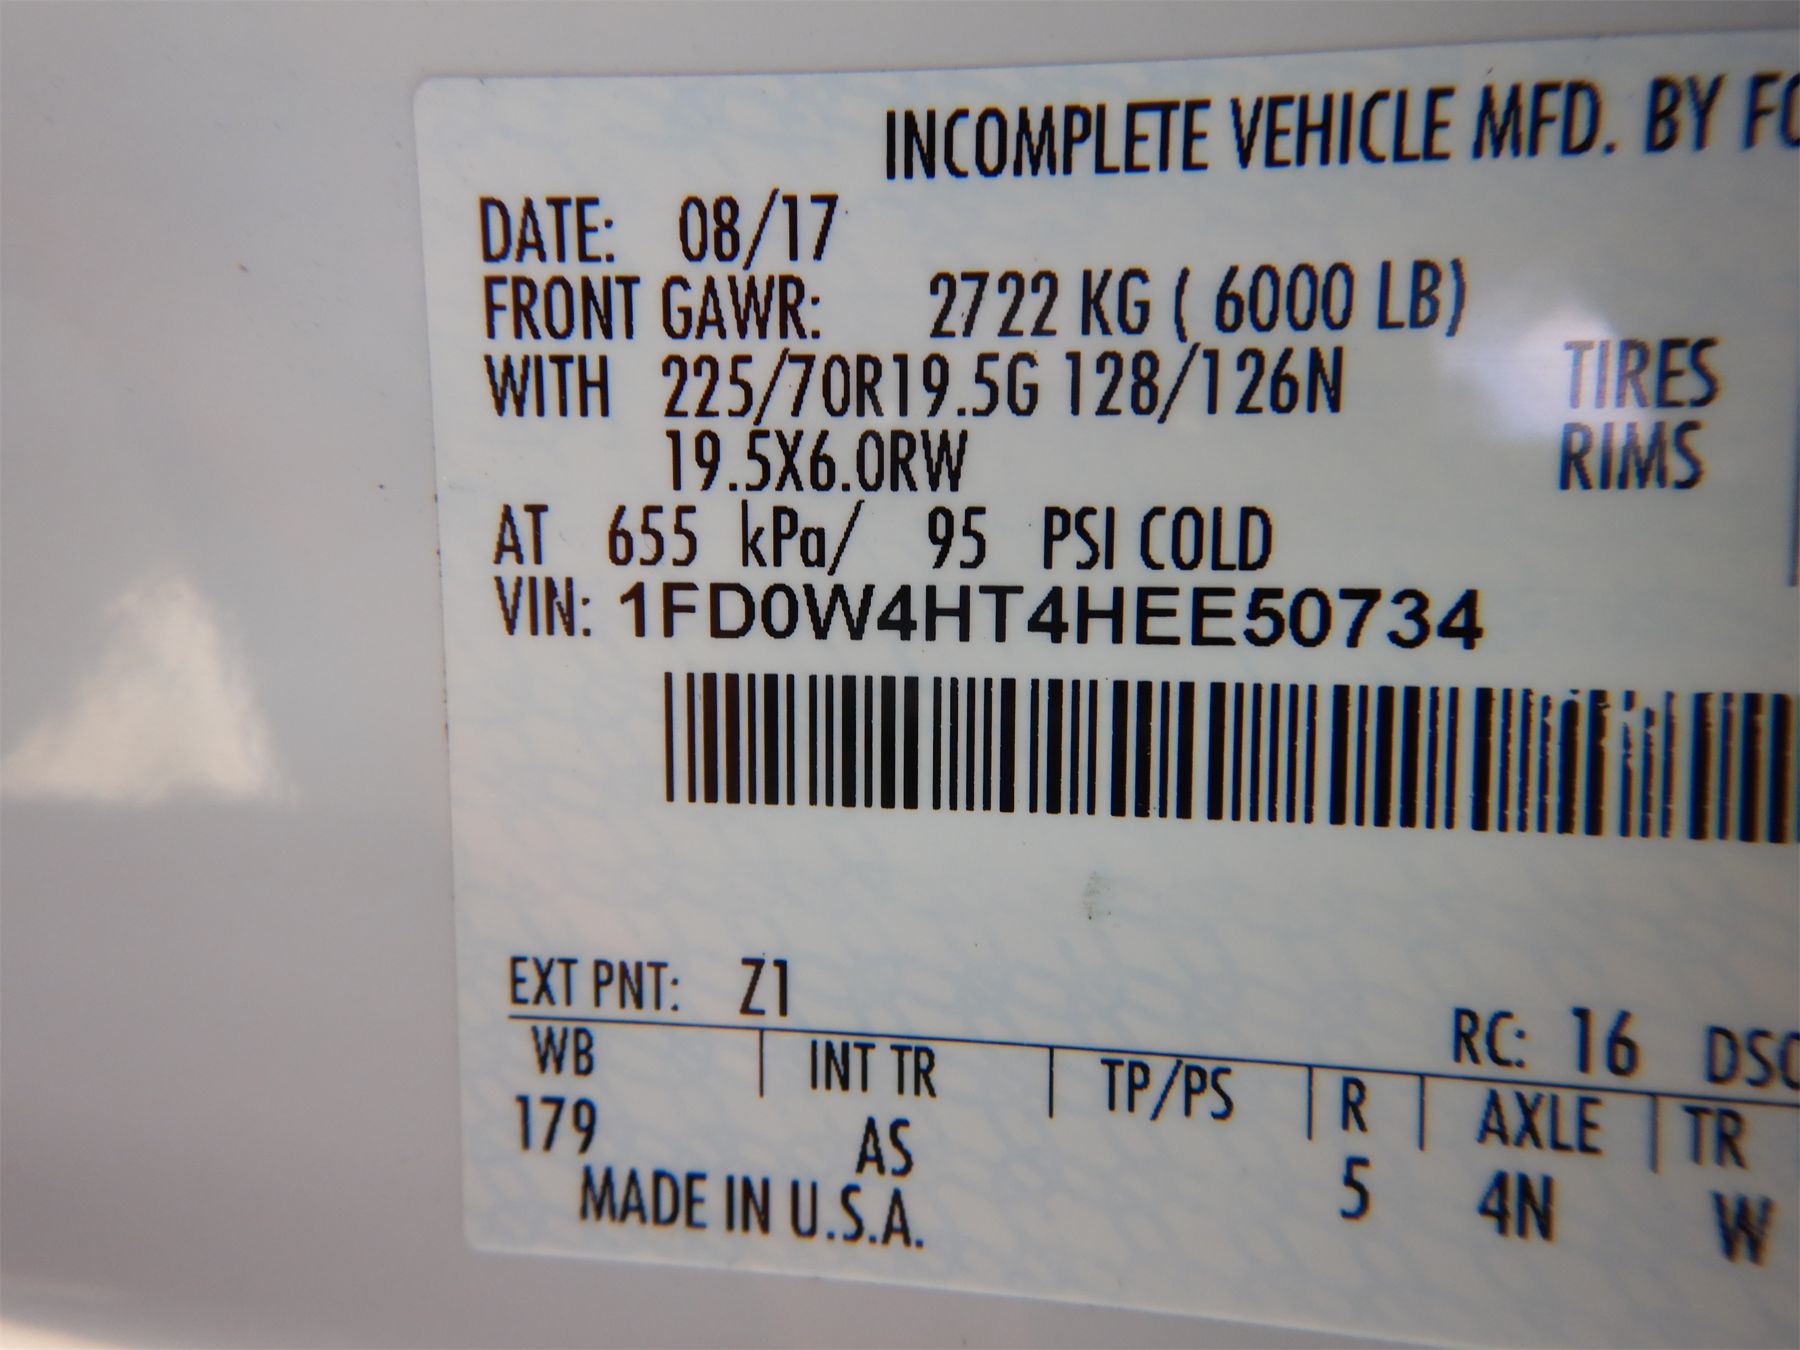 INCOMPLETE VEHICLE MFD. BY
DATE: 08/17
FRONT GAWR: 2722 KG ( 6000 LB)
WITH 225/70R19.5G 128/126N TIRES
19.5X6.0RW RIMS
AT 655 kPa/ 95 PSI COLD
VIN: 1FD0W4HT4HEE50734
EXT PNT: Z1
RC: 16 DSO
WB INT TR TP/PS R AXLE TR
179 AS 5 4N W
MADE IN U.S.A.